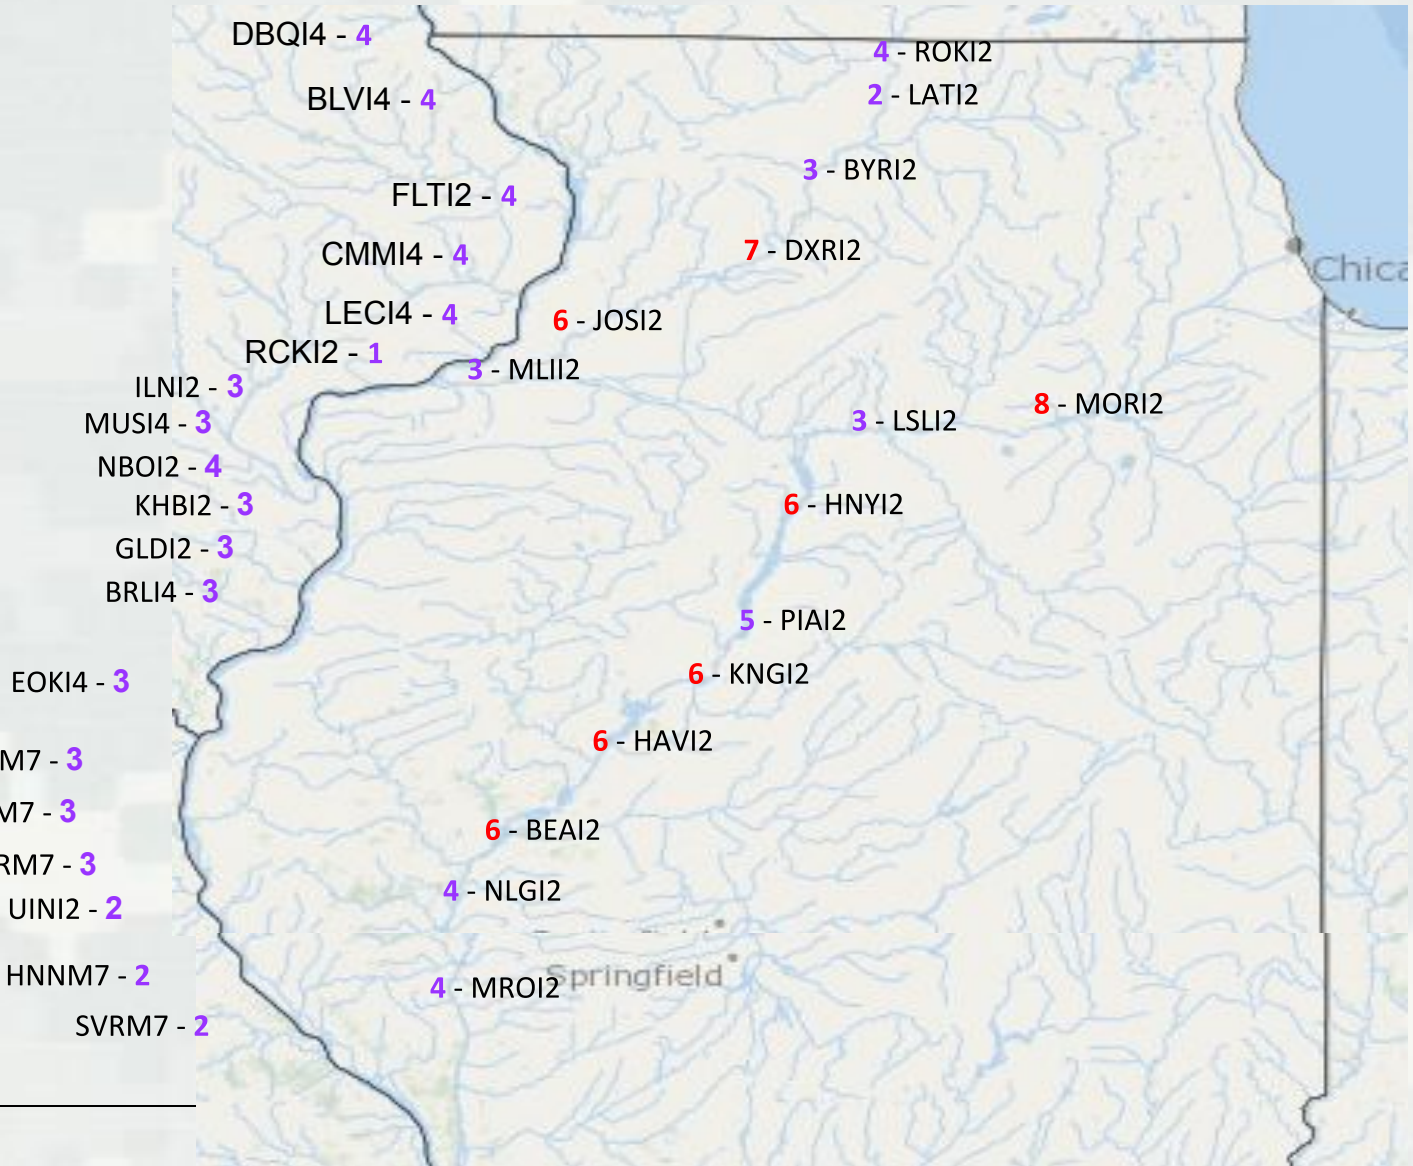 DBQI4 - 4
4 - ROKI2
BLVI4 - 4
2 - LATI2
3 - BYRI2
FLTI2 - 4
7 - DXRI2
CMMI4 - 4
Chica
LECI4 - 4
6 - JOSI2
RCKI2 - 1
3 - MLII2
ILNI2 - 3
8 - MORI2
MUSI4 - 3
3 - LSLI2
NBOI2 - 4
KHBI2 - 3
6 - HNYI2
GLDI2 - 3
BRLI4 - 3
5 - PIAI2
EOKI4 - 3
6 - KNGI2
6 - HAVI2
M7 - 3
M7 - 3
6 - BEAI2
RM7 - 3
4 - NLGI2
UINI2 - 2
HNNM7 - 2
Springfield
4 - MROI2
SVRM7 - 2